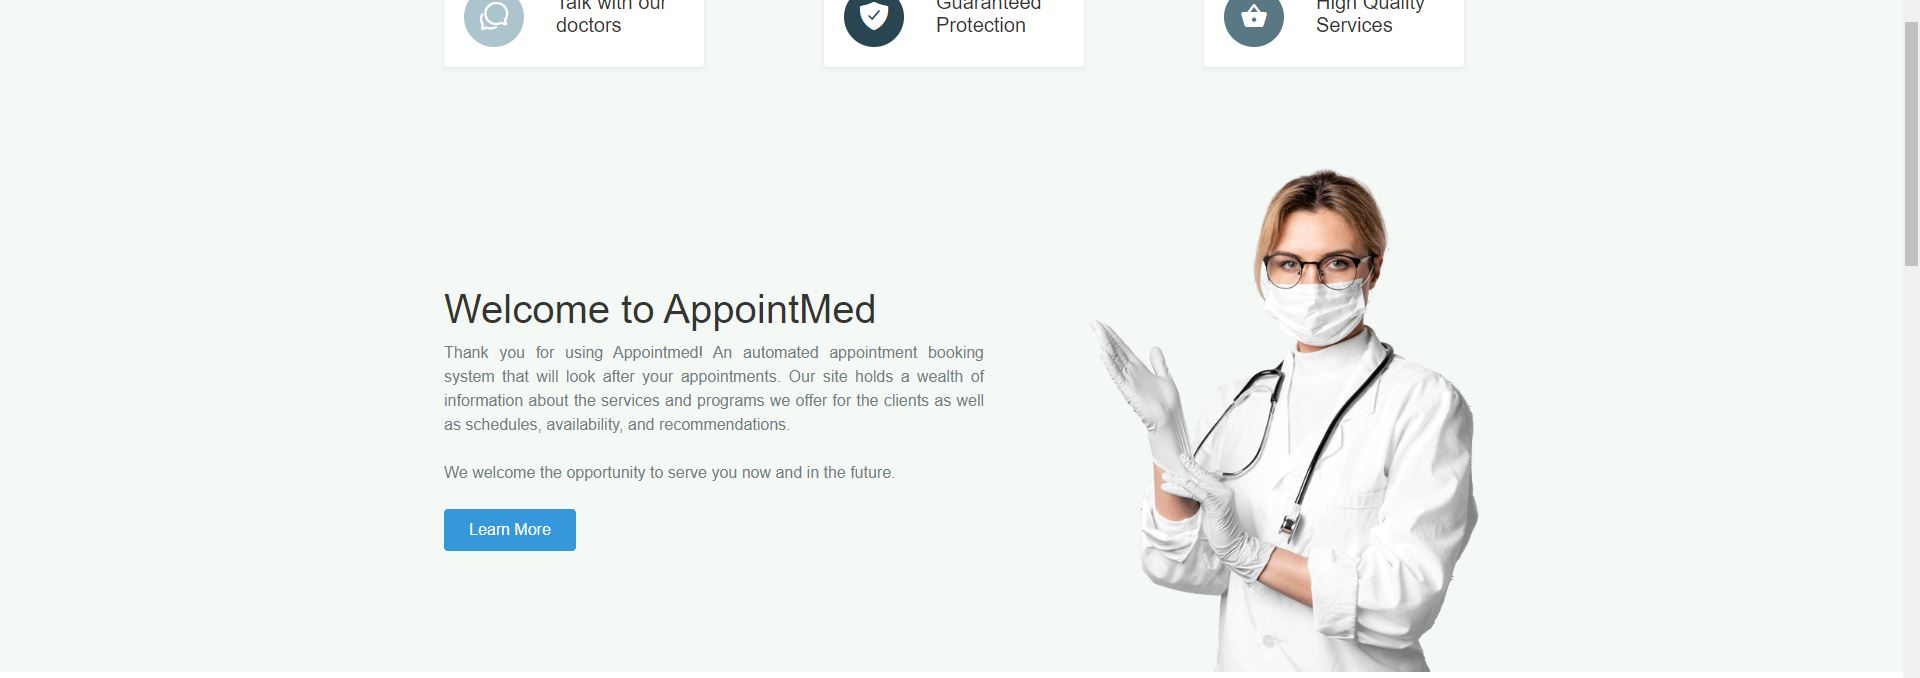 Talk with our
doctors
Guaranteed
Protection
High Quality
Services
Welcome to AppointMed
Thank you for using Appointmed! An automated appointment booking
system that will look after your appointments. Our site holds a wealth of
information about the services and programs we offer for the clients as well
as schedules, availability, and recommendations.
We welcome the opportunity to serve you now and in the future.
Learn More